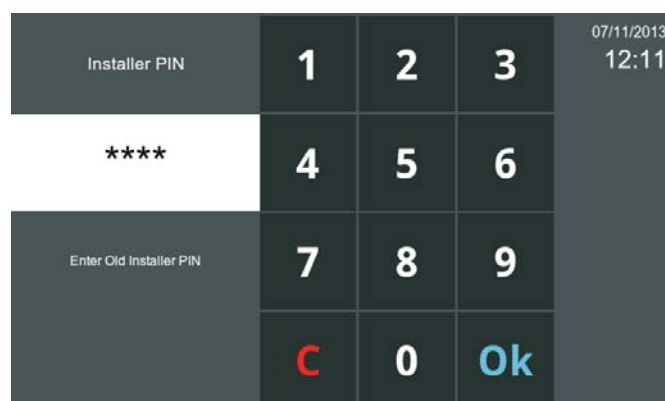 Installer PIN
****
Enter Old Installer PIN
1 2 3
4 5 6
7 8 9
C 0 Ok
07/11/2013
12:11